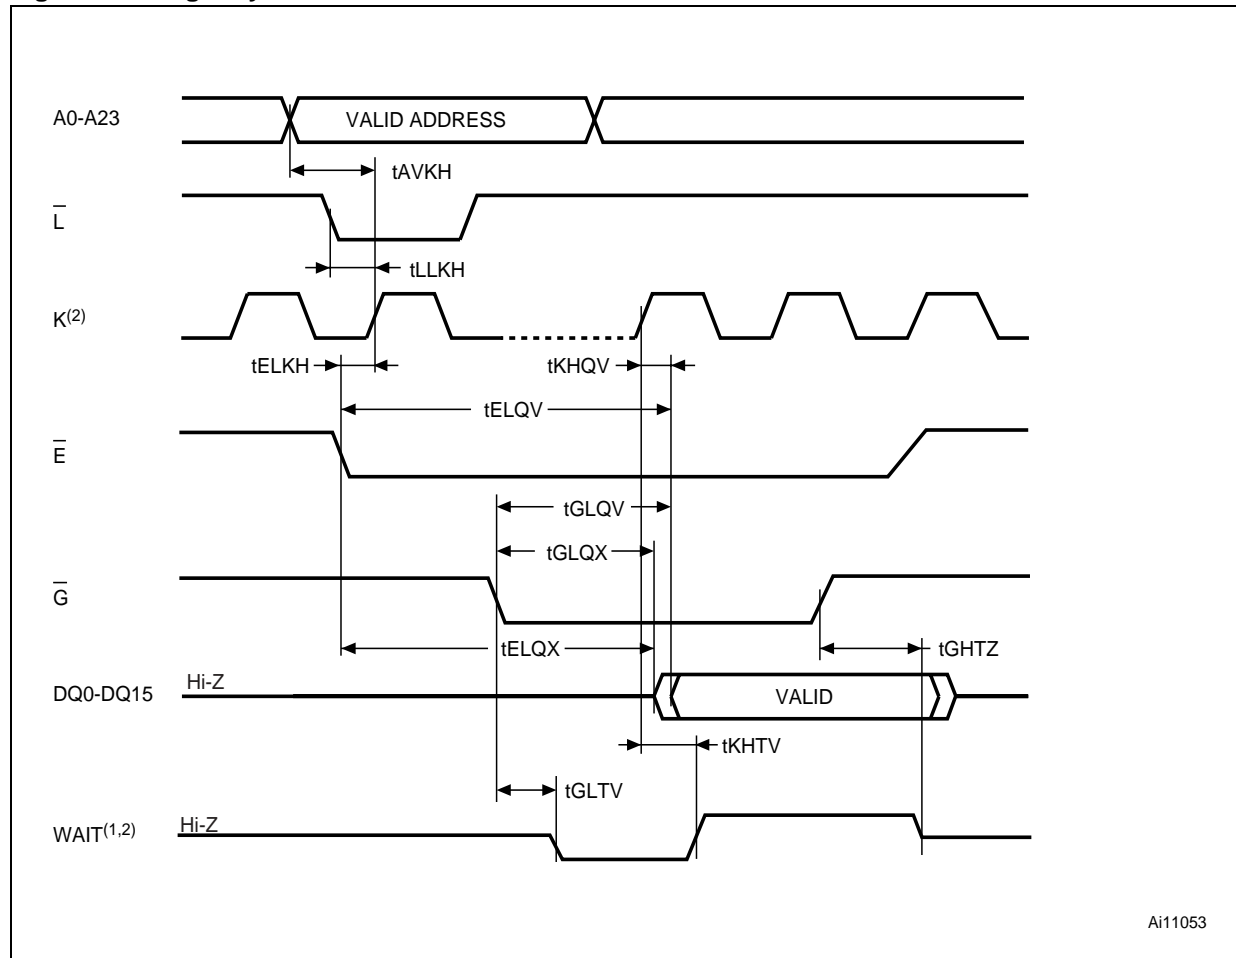 A0-A23
VALID ADDRESS
tAVKH
L
tLLKH
K(2)
tELKH
tKHQV
tELQV
E
tGLQV
tGLQX
G
tELQX
tGHTZ
DQ0-DQ15
Hi-Z
VALID
tKHTV
tGLTV
WAIT(1,2)
Hi-Z
Ai11053